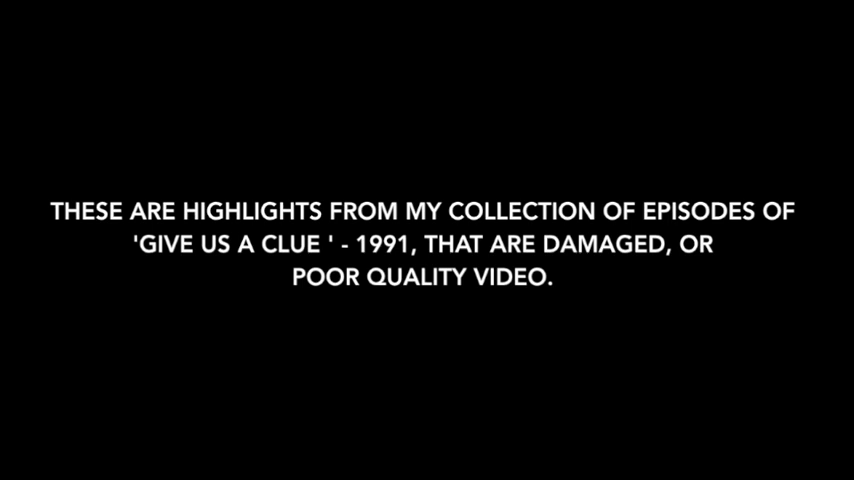 THESE ARE HIGHLIGHTS FROM MY COLLECTION OF EPISODES OF
'GIVE US A CLUE ' - 1991, THAT ARE DAMAGED, OR
POOR QUALITY VIDEO.